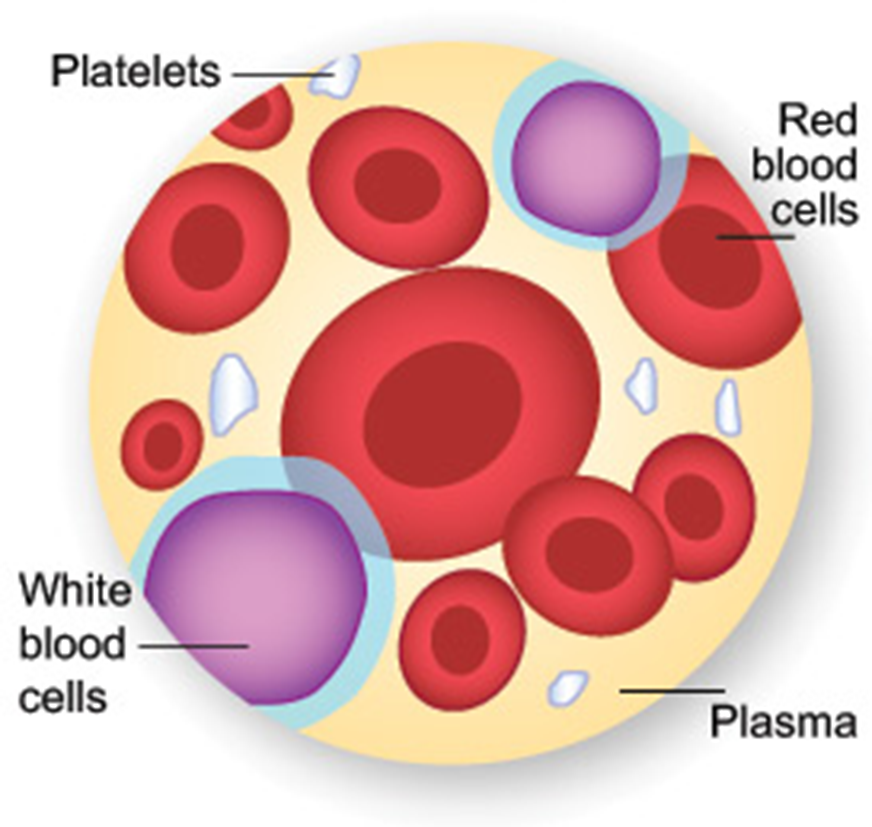 Platelets
Red
blood
cells
White
blood
cells
Plasma